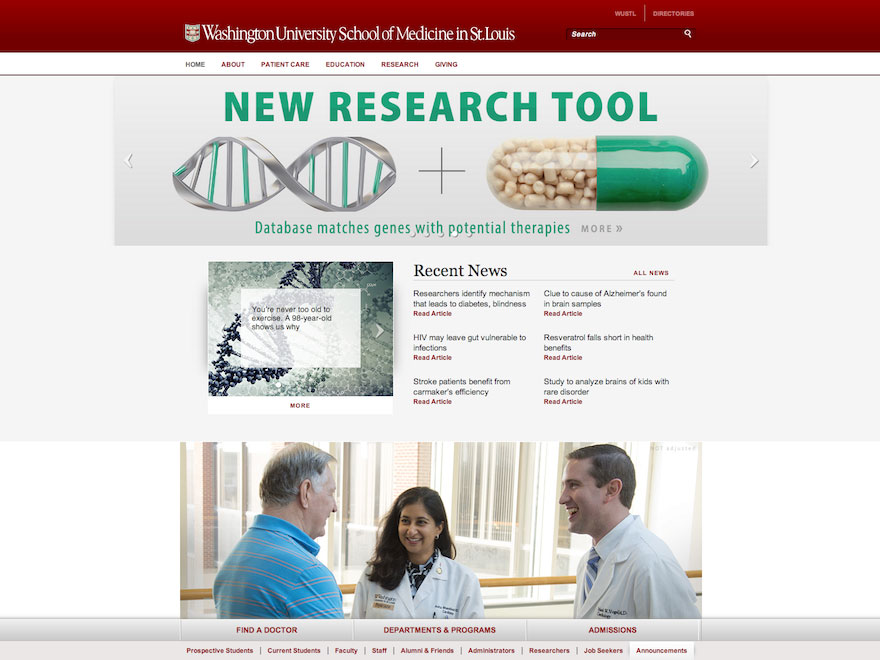 WUSTL DIRECTORIES
Washington University School of Medicine in St. Louis
Search
HOME ABOUT PATIENT CARE EDUCATION RESEARCH GIVING
NEW RESEARCH TOOL
Database matches genes with potential therapies MORE »
You're never too old to
exercise. A 98-year-old
shows us why
MORE
Recent News
ALL NEWS
Researchers identify mechanism
that leads to diabetes, blindness
Read Article
Clue to cause of Alzheimer's found
in brain samples
Read Article
HIV may leave gut vulnerable to
infections
Read Article
Resveratrol falls short in health
benefits
Read Article
Stroke patients benefit from
carmaker's efficiency
Read Article
Study to analyze brains of kids with
rare disorder
Read Article
FIND A DOCTOR DEPARTMENTS & PROGRAMS ADMISSIONS
Prospective Students | Current Students | Faculty | Staff | Alumni & Friends | Administrators | Researchers | Job Seekers Announcements